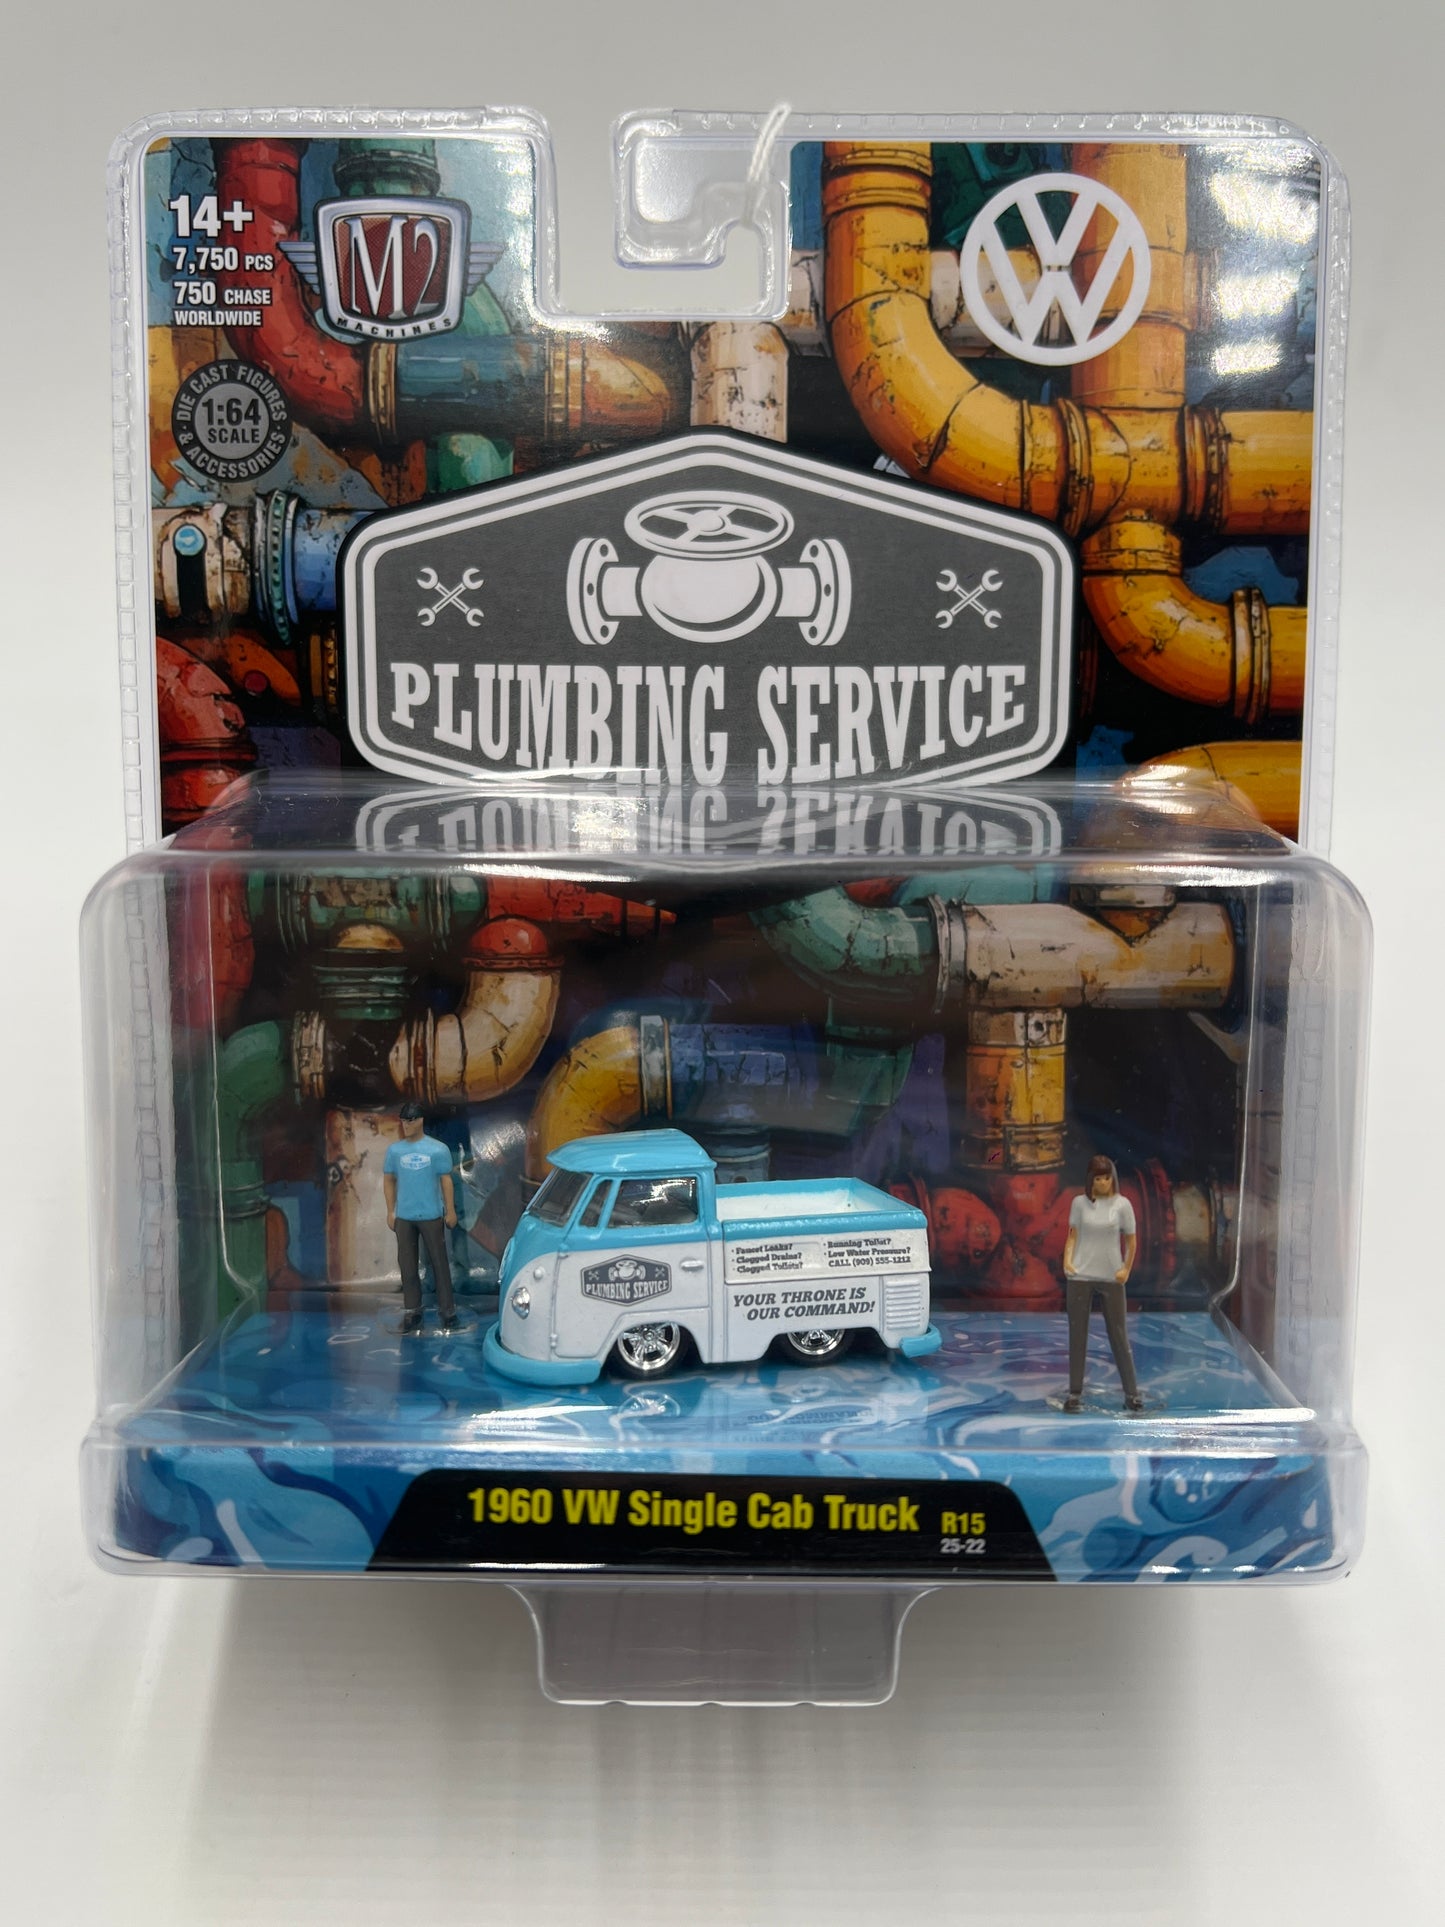 14+
7,750 PCS
750 CHASE
WORLDWIDE
M2
MACHINES
VW
DIE CAST FIGURES
1:64
SCALE
& ACCESSORIES
PLUMBING SERVICE
PLUMBING SERVICE
· Faucet Leaks?
· Clogged Drains?
· Clogged Toilets?
· Running Toilet?
· Low Water Pressure?
CALL (909) 555-1212
YOUR THRONE IS
OUR COMMAND!
1960 VW Single Cab Truck
R15
25-22